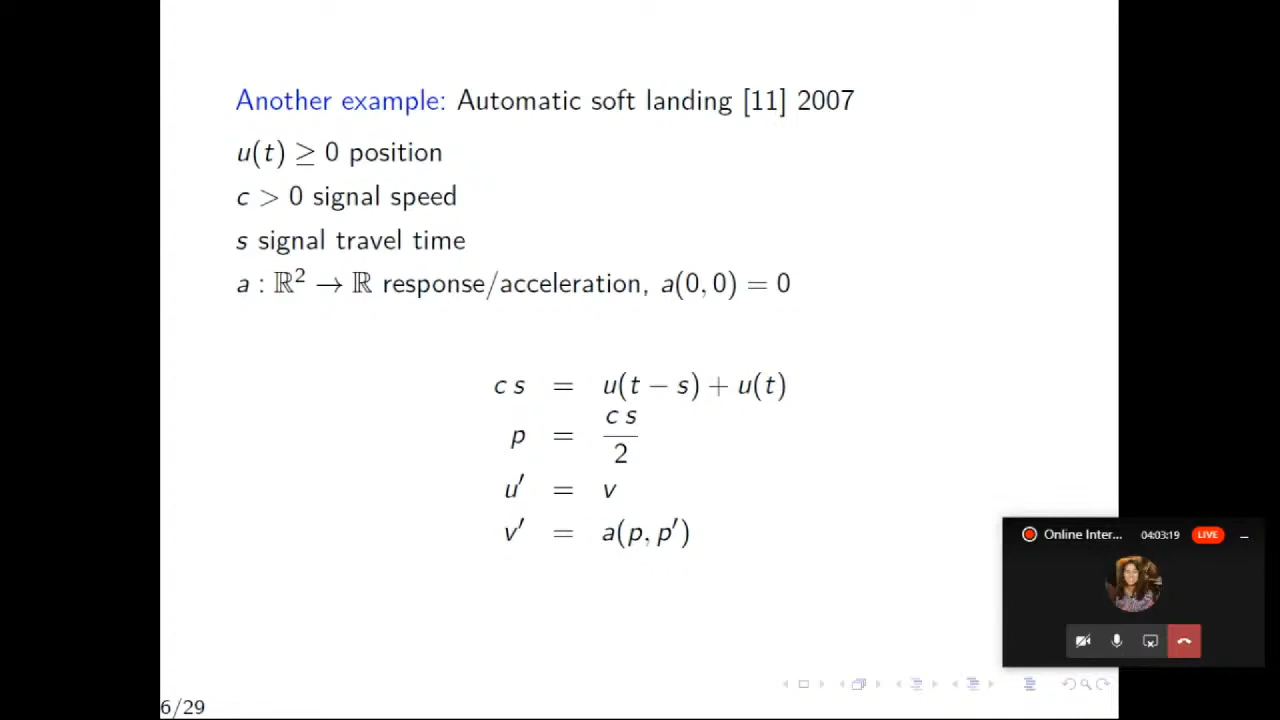 Another example: Automatic soft landing [11] 2007
u(t) ≥ 0 position
c > 0 signal speed
s signal travel time
a : ℝ² → ℝ response/acceleration, a(0, 0) = 0
c s = u(t − s) + u(t)
p = c s / 2
u′ = v
v′ = a(p, p′)
Online Inter... 04:03:19 LIVE
6/29